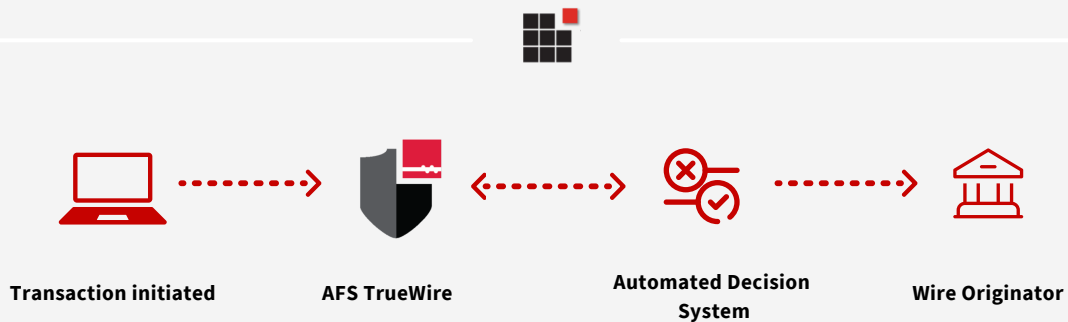 Transaction initiated
AFS TrueWire
Automated Decision
System
Wire Originator